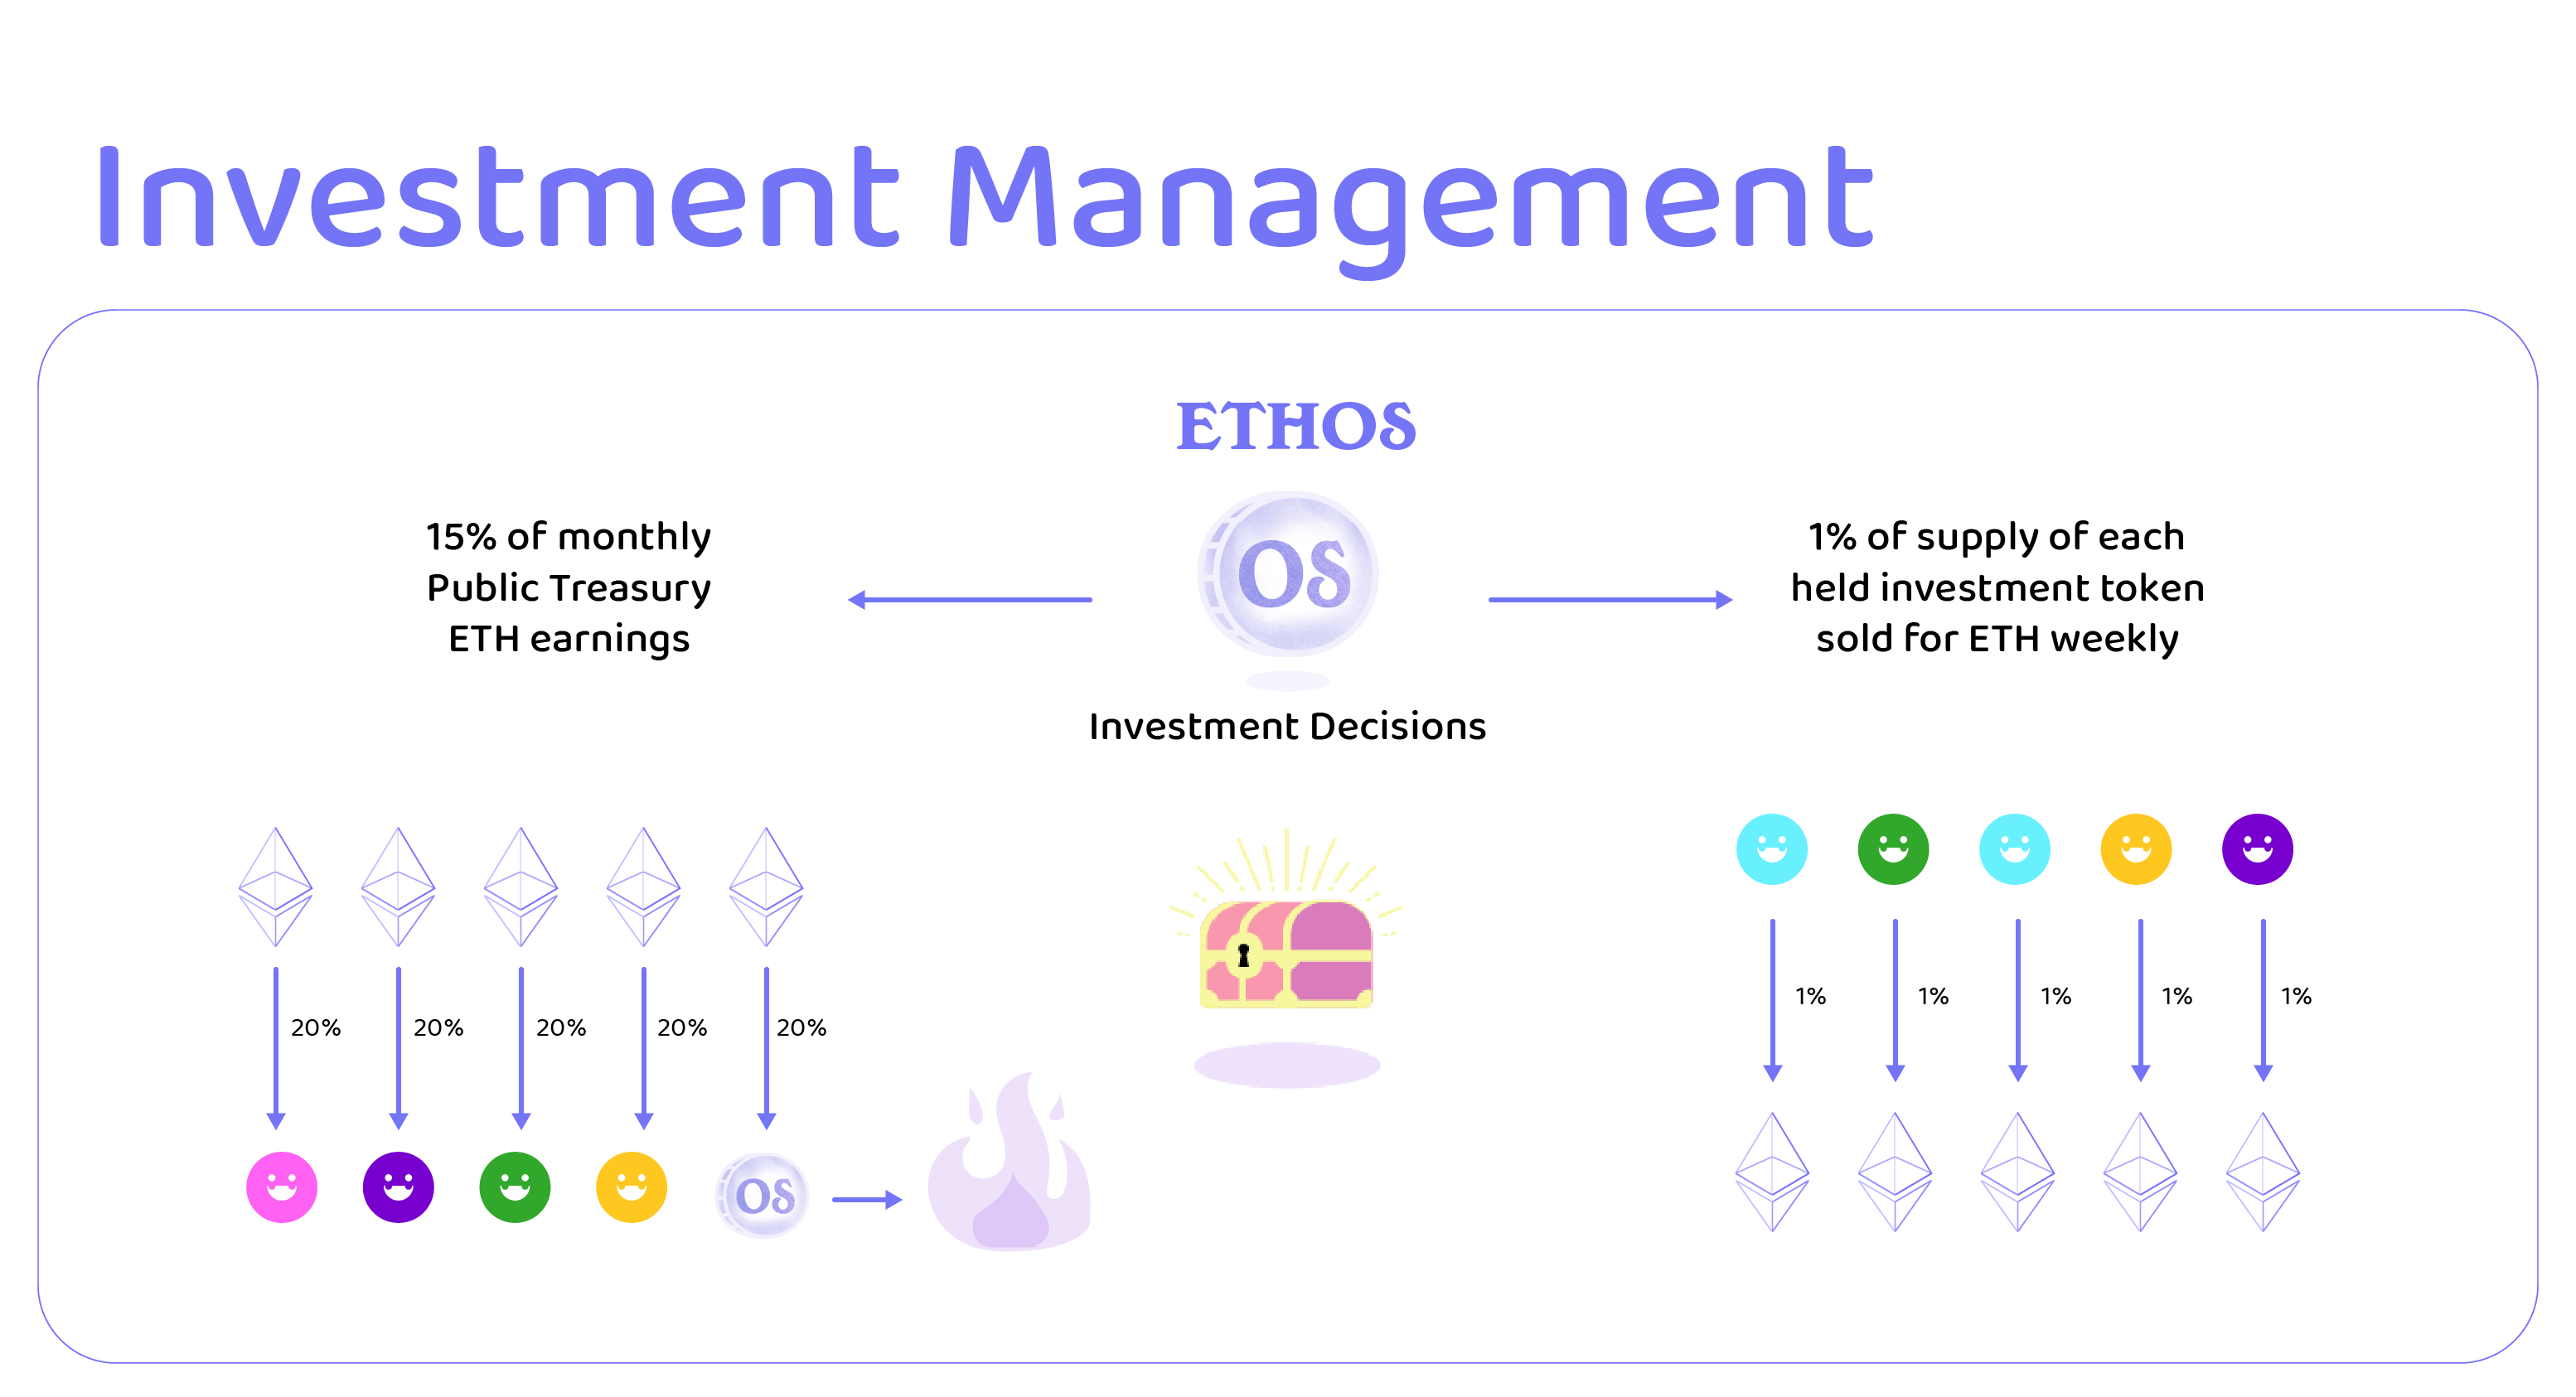 Investment Management
ETHOS
OS
Investment Decisions
15% of monthly
Public Treasury
ETH earnings
1% of supply of each
held investment token
sold for ETH weekly
20%
20%
20%
20%
20%
OS
1%
1%
1%
1%
1%